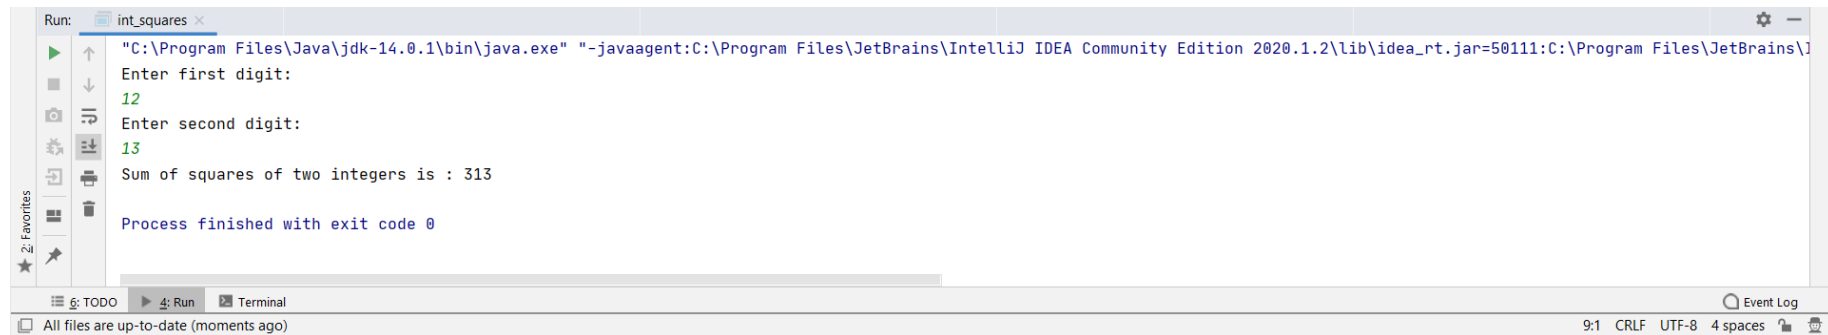 Run: int_squares
"C:\Program Files\Java\jdk-14.0.1\bin\java.exe" "-javaagent:C:\Program Files\JetBrains\IntelliJ IDEA Community Edition 2020.1.2\lib\idea_rt.jar=50111:C:\Program Files\JetBrains\I
Enter first digit:
12
Enter second digit:
13
Sum of squares of two integers is : 313
Process finished with exit code 0
2: Favorites
6: TODO 4: Run Terminal Event Log
All files are up-to-date (moments ago) 9:1 CRLF UTF-8 4 spaces